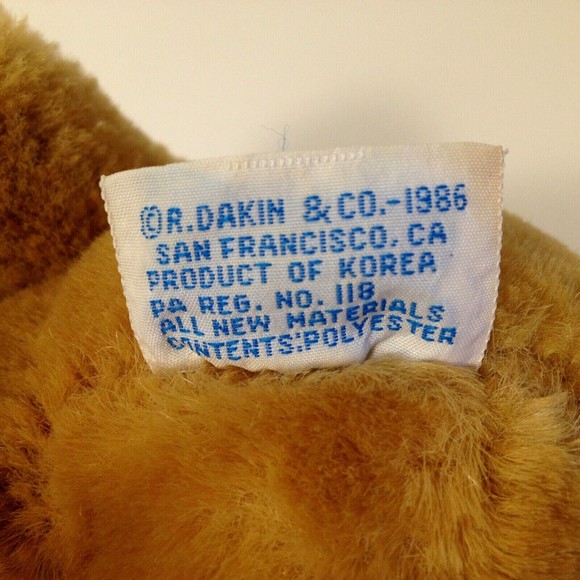 ©R.DAKIN & CO.-1986
SAN FRANCISCO, CA
PRODUCT OF KOREA
PA REG. NO. 118
ALL NEW MATERIALS
CONTENTS:POLYESTER